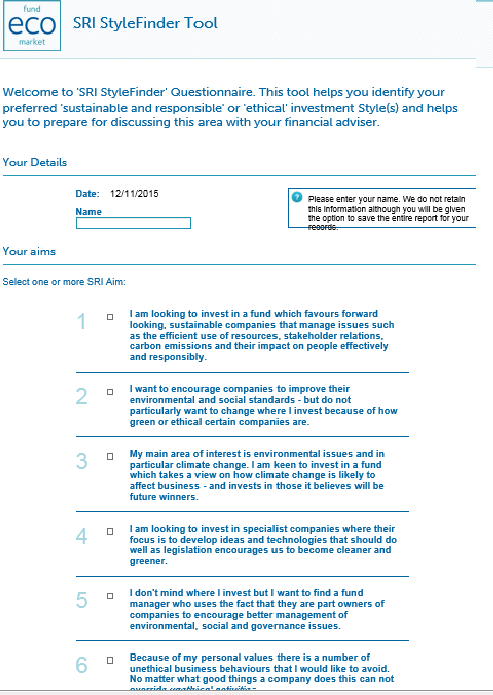 fund
eco
market
SRI StyleFinder Tool
Welcome to 'SRI StyleFinder' Questionnaire. This tool helps you identify your
preferred 'sustainable and responsible' or 'ethical' investment Style(s) and helps
you to prepare for discussing this area with your financial adviser.
Your Details
Date: 12/11/2015
Name
? Please enter your name. We do not retain
this information although you will be given
the option to save the entire report for your
records.
Your aims
Select one or more SRI Aim:
1 I am looking to invest in a fund which favours forward
looking, sustainable companies that manage issues such
as the efficient use of resources, stakeholder relations,
carbon emissions and their impact on people effectively
and responsibly.
2 I want to encourage companies to improve their
environmental and social standards - but do not
particularly want to change where I invest because of how
green or ethical certain companies are.
3 My main area of interest is environmental issues and in
particular climate change. I am keen to invest in a fund
which takes a view on how climate change is likely to
affect business - and invests in those it believes will be
future winners.
4 I am looking to invest in specialist companies where their
focus is to develop ideas and technologies that should do
well as legislation encourages us to become cleaner and
greener.
5 I don't mind where I invest but I want to find a fund
manager who uses the fact that they are part owners of
companies to encourage better management of
environmental, social and governance issues.
6 Because of my personal values there is a number of
unethical business behaviours that I would like to avoid.
No matter what good things a company does this can not
override unethical activities.